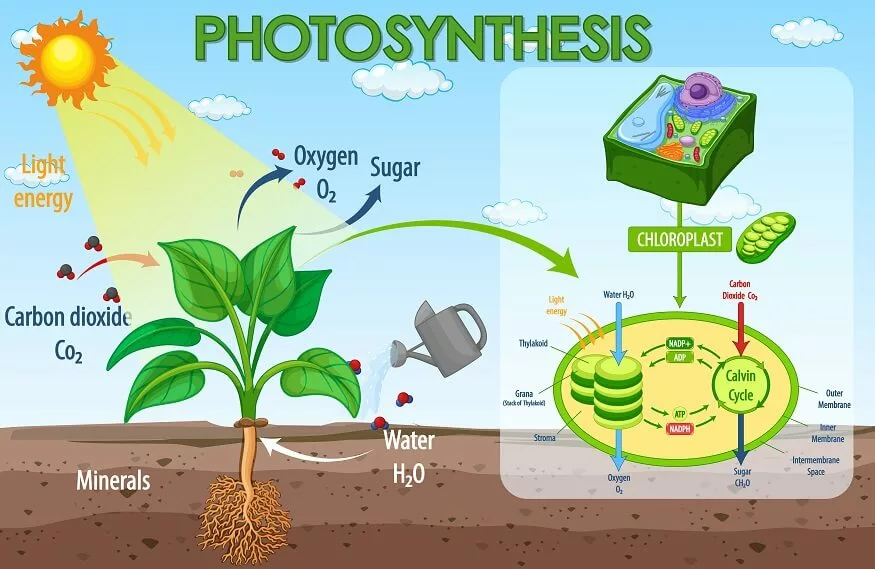 PHOTOSYNTHESIS
Light
energy
Oxygen
O₂
Sugar
Carbon dioxide
Co₂
Water
H₂O
Minerals
CHLOROPLAST
Light
energy
Water H₂O
Carbon
Dioxide Co₂
Thylakoid
Grana
(Stack of Thylakoid)
Stroma
NADP+
ADP
ATP
NADPH
Calvin
Cycle
Outer
Membrane
Inner
Membrane
Intermembrane
Space
Oxygen
O₂
Sugar
CH₂O